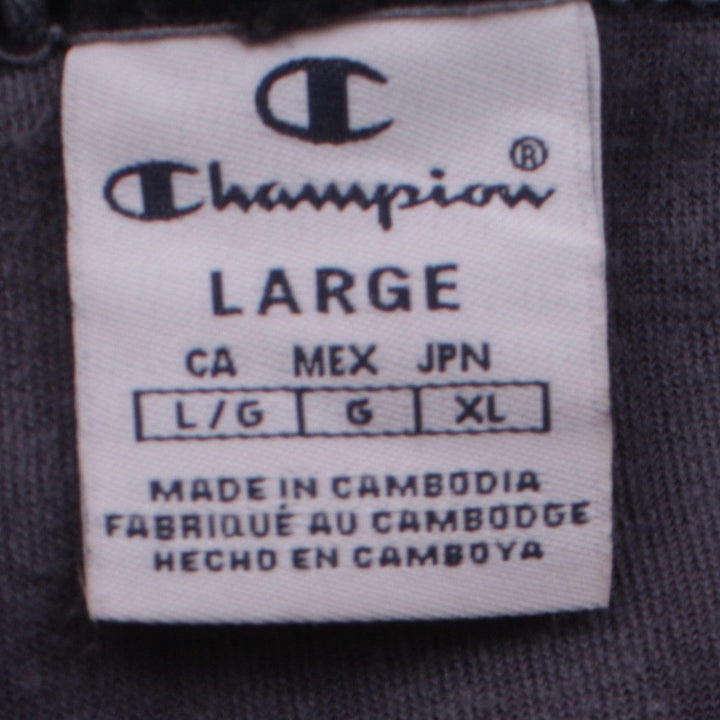 Champion®
LARGE
CA MEX JPN
L/G G XL
MADE IN CAMBODIA
FABRIQUÉ AU CAMBODGE
HECHO EN CAMBOYA